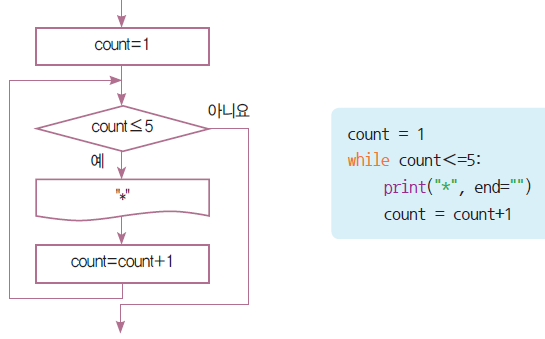 count=1
count≤5
아니요
예
"*"
count=count+1
count = 1
while count<=5:
    print("*", end="")
    count = count+1